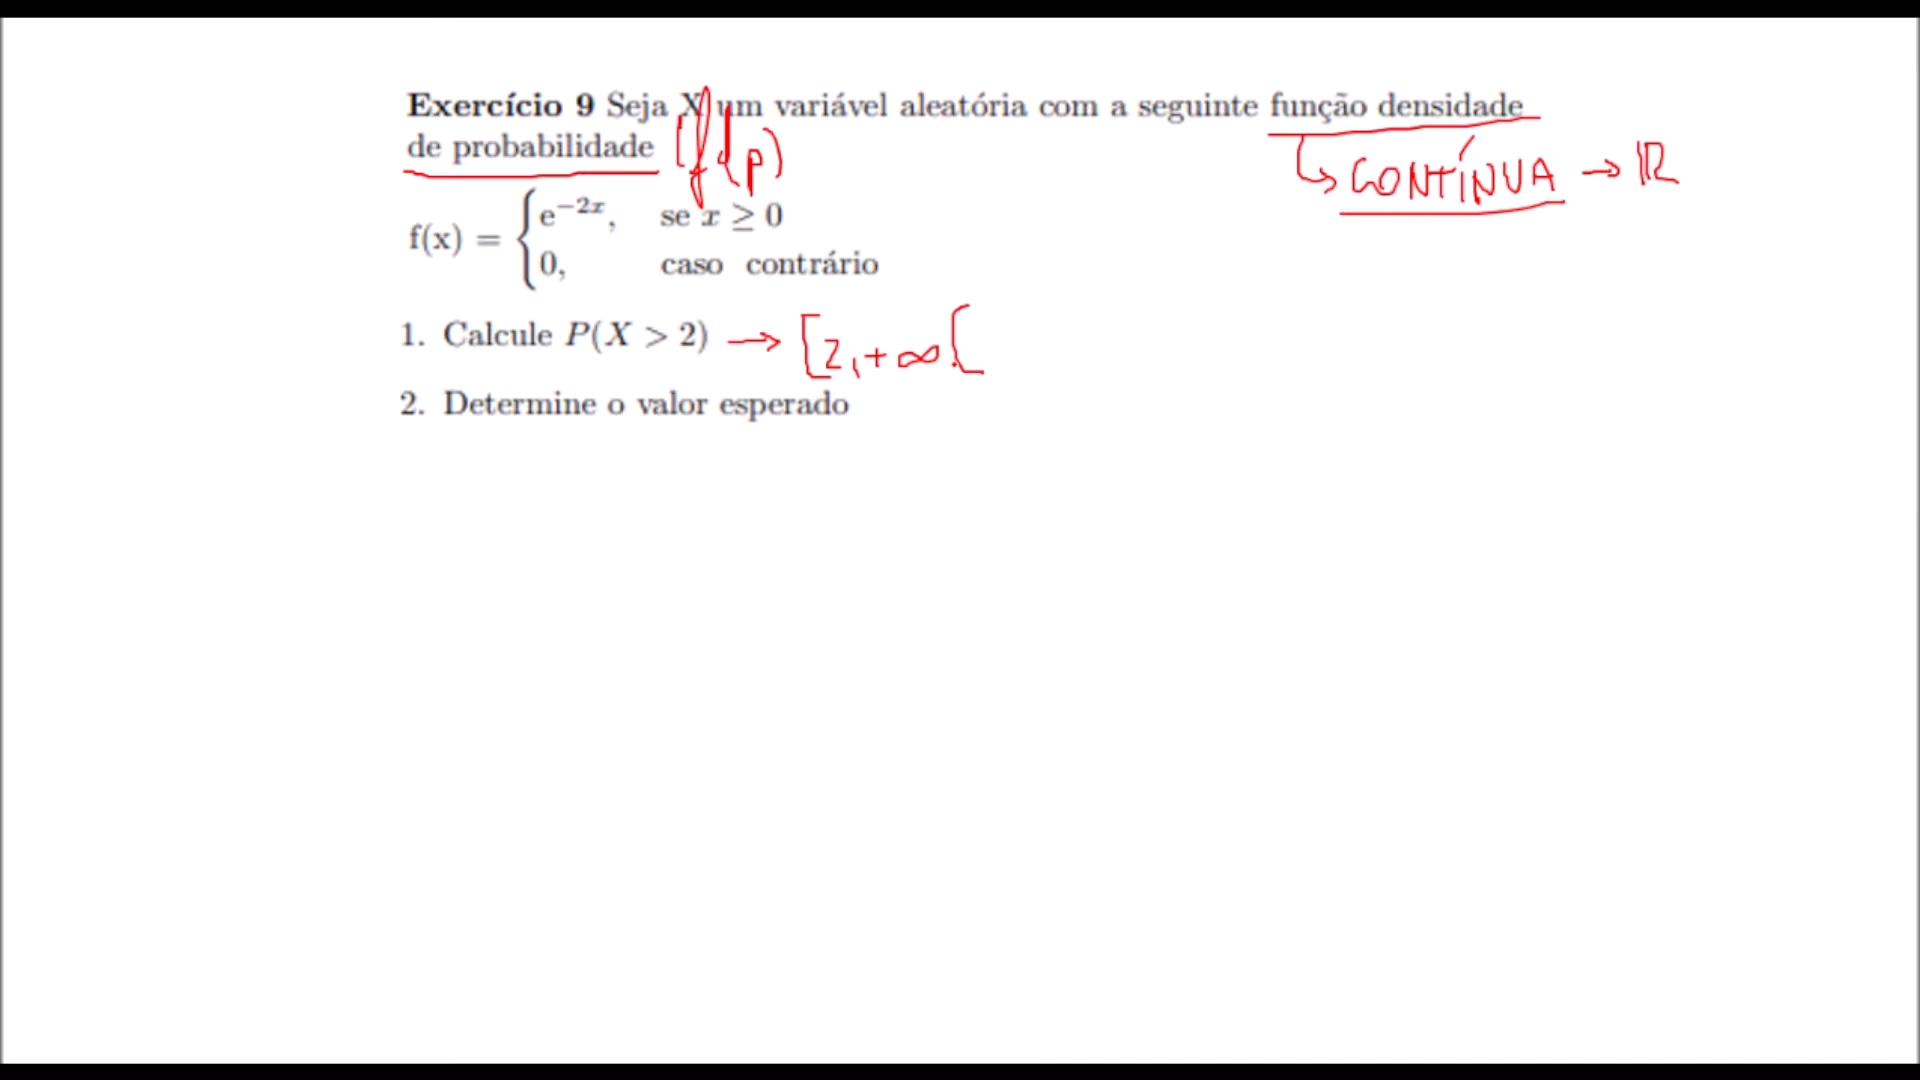 Exercício 9 Seja X um variável aleatória com a seguinte função densidade
de probabilidade (fdp)
↳ CONTÍNUA → ℝ
f(x) = { e^{-2x}, se x ≥ 0
0, caso contrário
1. Calcule P(X > 2) → [2, +∞[
2. Determine o valor esperado